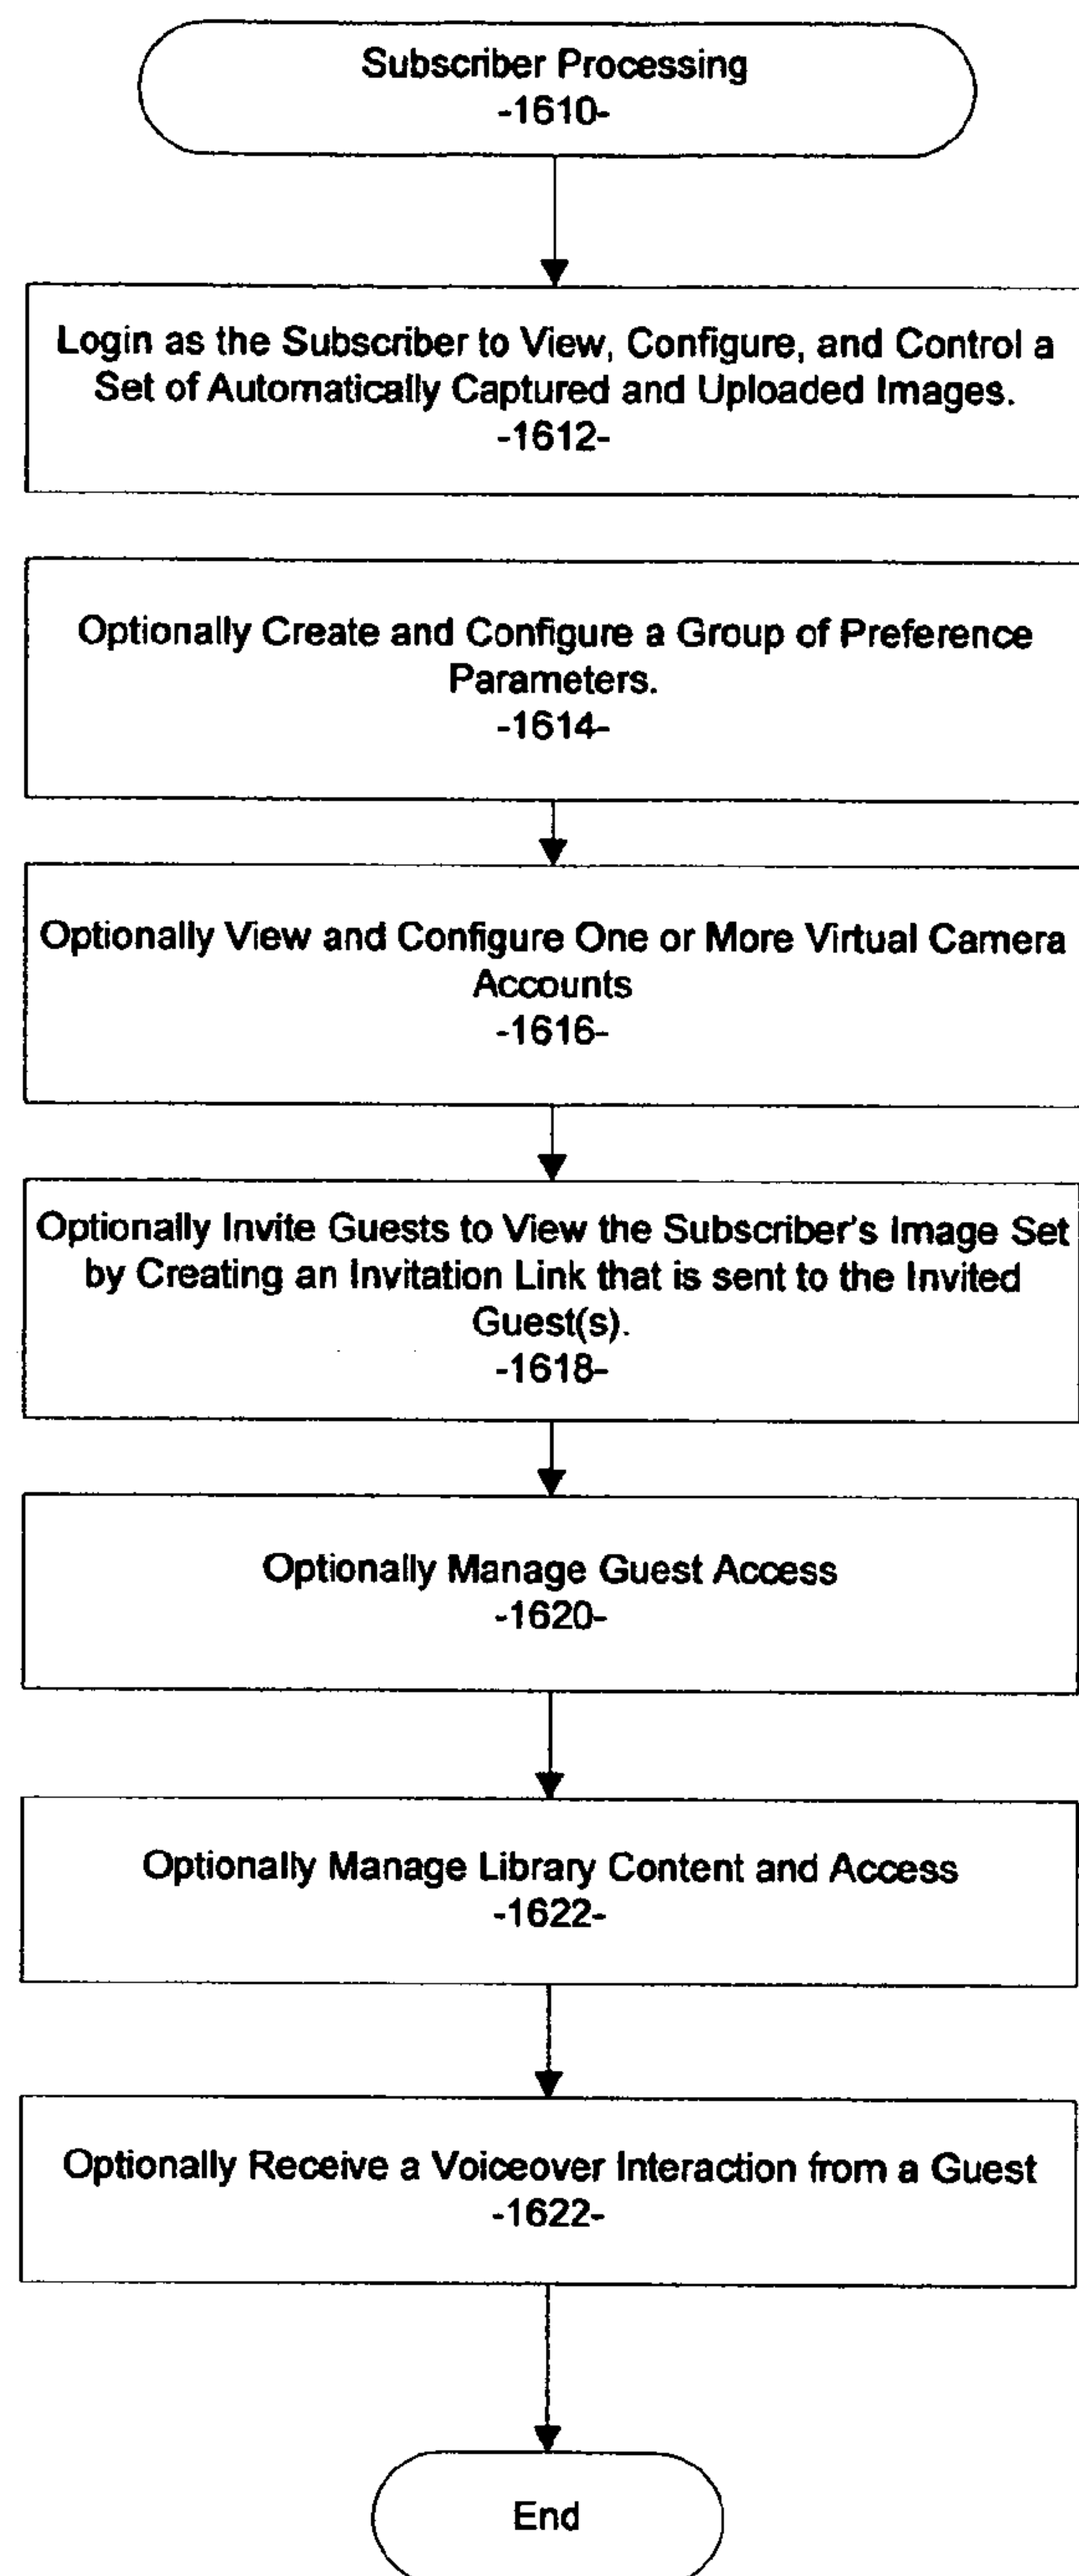 Subscriber Processing
-1610-
Login as the Subscriber to View, Configure, and Control a
Set of Automatically Captured and Uploaded Images.
-1612-
Optionally Create and Configure a Group of Preference
Parameters.
-1614-
Optionally View and Configure One or More Virtual Camera
Accounts
-1616-
Optionally Invite Guests to View the Subscriber's Image Set
by Creating an Invitation Link that is sent to the Invited
Guest(s).
-1618-
Optionally Manage Guest Access
-1620-
Optionally Manage Library Content and Access
-1622-
Optionally Receive a Voiceover Interaction from a Guest
-1622-
End